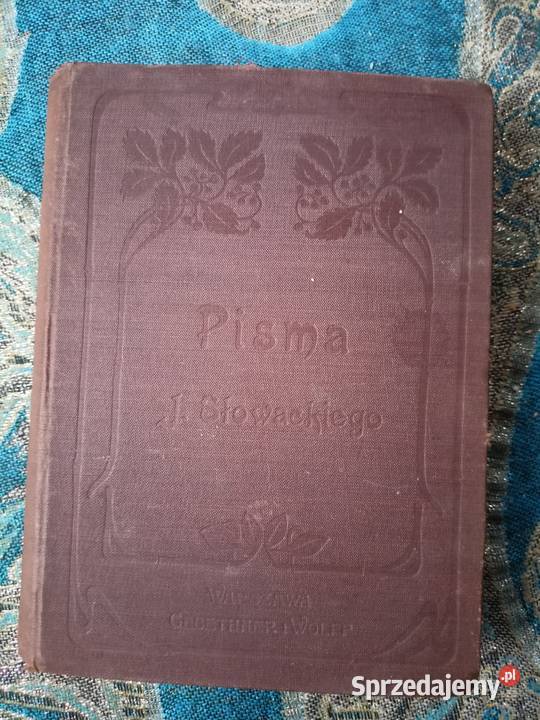 Pisma
J. Słowackiego
WARSZAWA
GEBETHNER i WOLFF
Sprzedajemy.pl